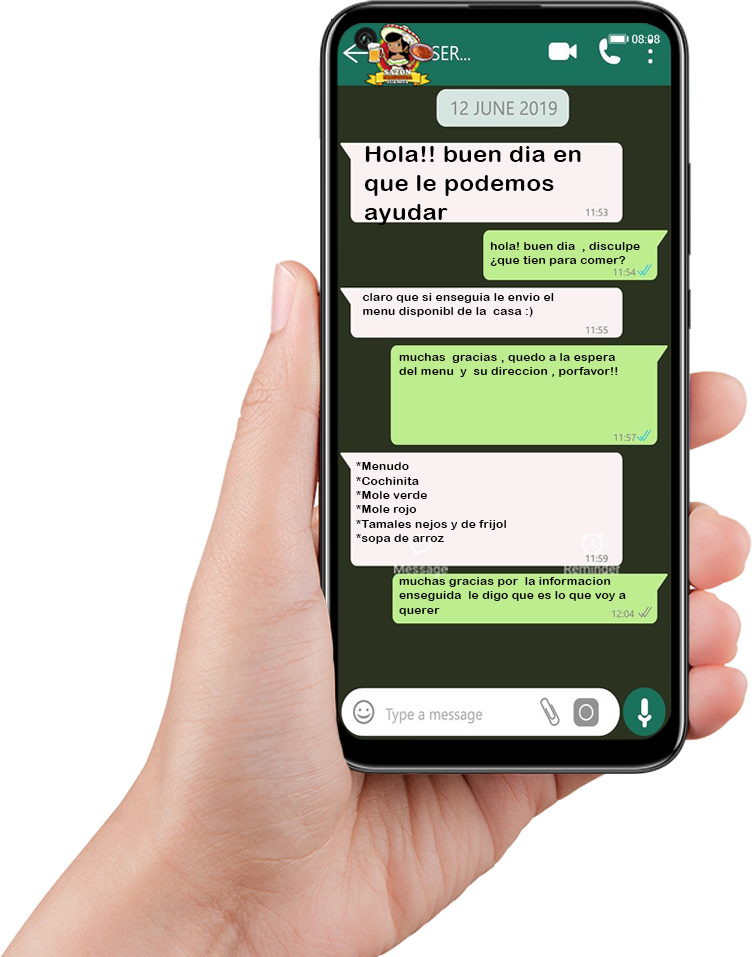 08:08
SER...
SAZON
12 JUNE 2019
Hola!! buen dia en
que le podemos
ayudar
11:53
hola! buen dia , disculpe
¿que tien para comer?
11:54
claro que si enseguia le envio el
menu disponibl de la casa :)
11:55
muchas gracias , quedo a la espera
del menu y su direccion , porfavor!!
11:57
*Menudo
*Cochinita
*Mole verde
*Mole rojo
*Tamales nejos y de frijol
*sopa de arroz
11:59
Message
Reminder
muchas gracias por la informacion
enseguida le digo que es lo que voy a
querer
12:04
Type a message